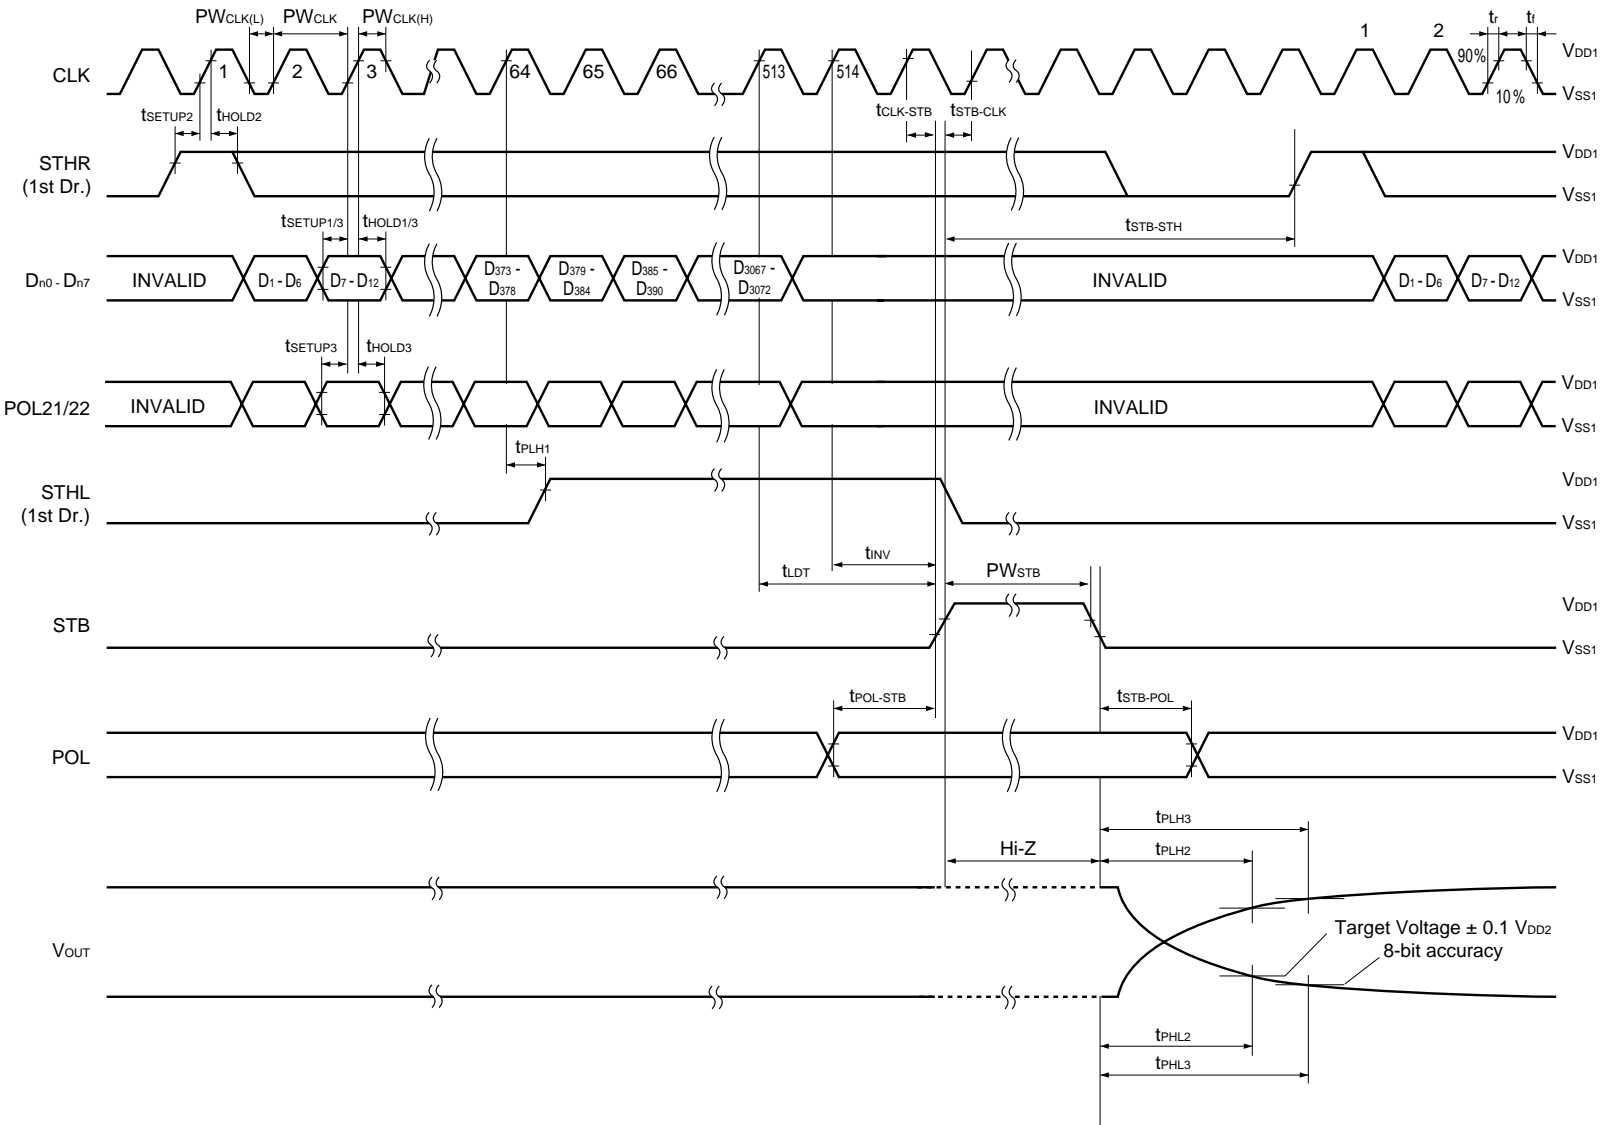 PWCLK(L) PWCLK PWCLK(H) 1 2 tr tf
CLK 1 2 3 64 65 66 513 514 90% 10% VDD1
VSS1
tSETUP2 tHOLD2 tCLK-STB tSTB-CLK
STHR
(1st Dr.)
VDD1
VSS1
tSETUP1/3 tHOLD1/3 tSTB-STH
Dn0 - Dn7 INVALID D1 - D6 D7 - D12 D373 - D378 D379 - D384 D385 - D390 D3067 - D3072 INVALID D1 - D6 D7 - D12 VDD1
VSS1
tSETUP3 tHOLD3
POL21/22 INVALID INVALID VDD1
VSS1
tPLH1
STHL
(1st Dr.)
VDD1
VSS1
tINV
tLDT PWSTB
STB VDD1
VSS1
tPOL-STB tSTB-POL
POL VDD1
VSS1
tPLH3
Hi-Z tPLH2
VOUT
Target Voltage ± 0.1 VDD2
8-bit accuracy
tPHL2
tPHL3